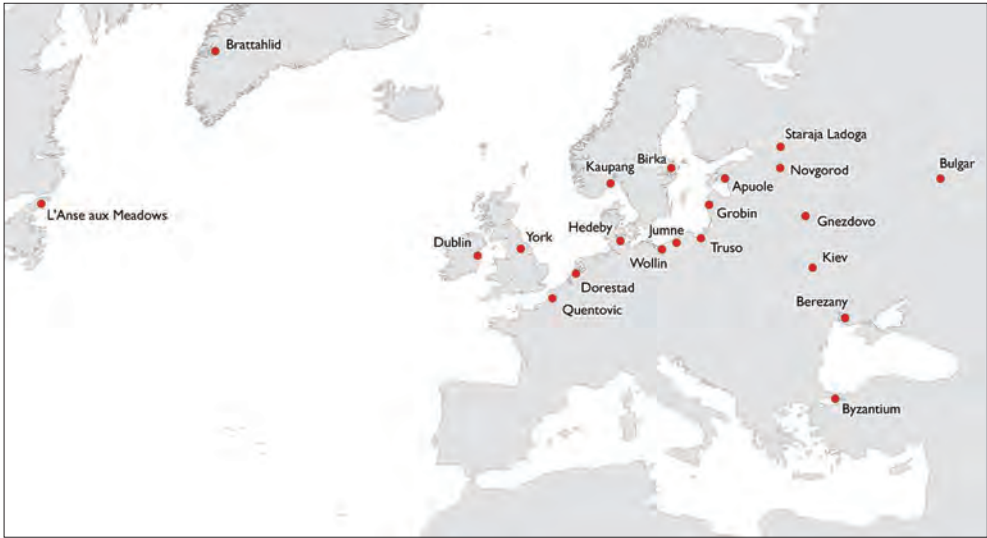 Brattahlid
Staraja Ladoga
Birka
Kaupang
Novgorod
Bulgar
Apuole
L'Anse aux Meadows
Grobin
Gnezdovo
Hedeby
Jumne
York
Dublin
Truso
Wollin
Kiev
Dorestad
Quentovic
Berezany
Byzantium